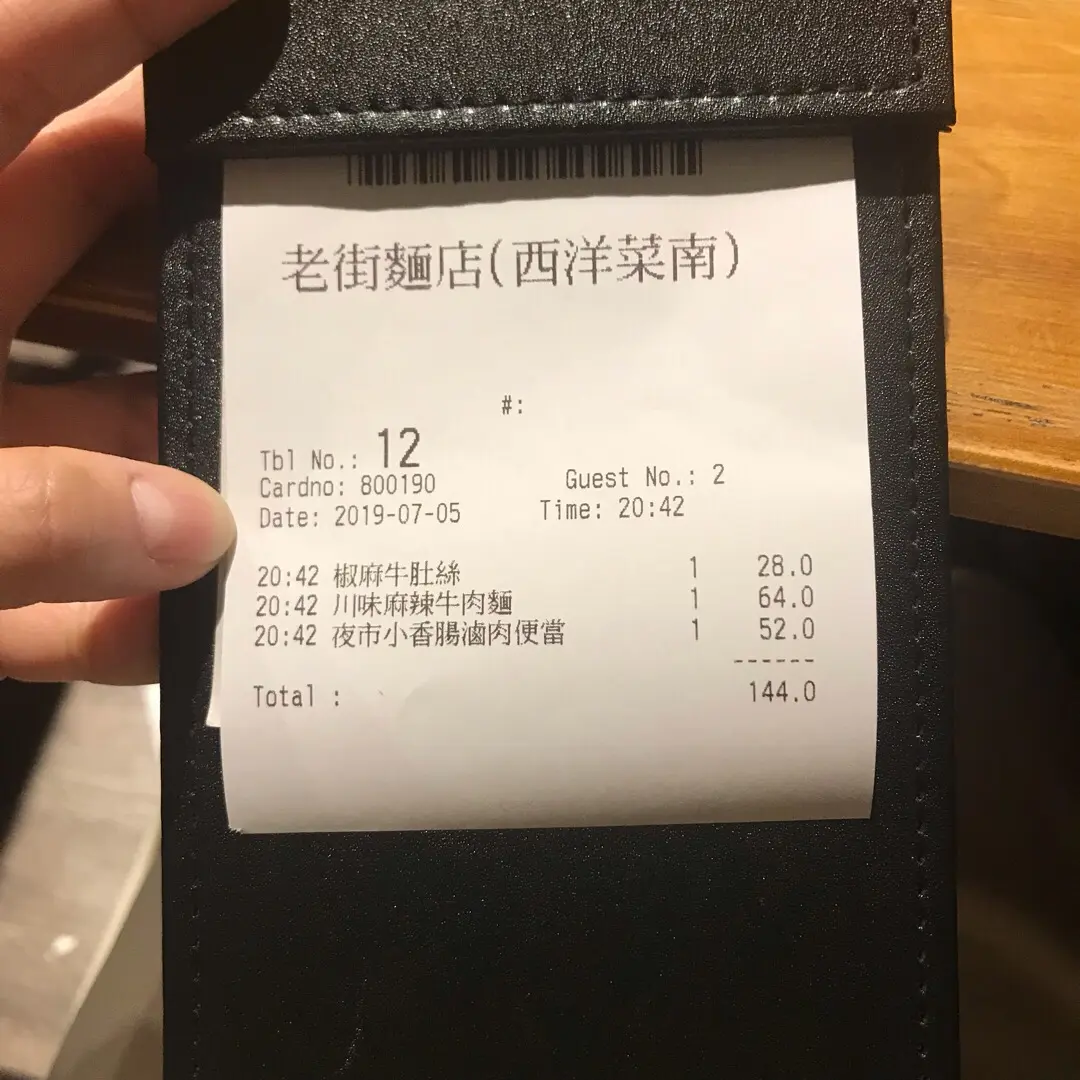 老街麵店(西洋菜南)
#:
Tbl No.: 12
Cardno: 800190 Guest No.: 2
Date: 2019-07-05 Time: 20:42
20:42 椒麻牛肚絲 1 28.0
20:42 川味麻辣牛肉麵 1 64.0
20:42 夜市小香腸滷肉便當 1 52.0
------
Total : 144.0